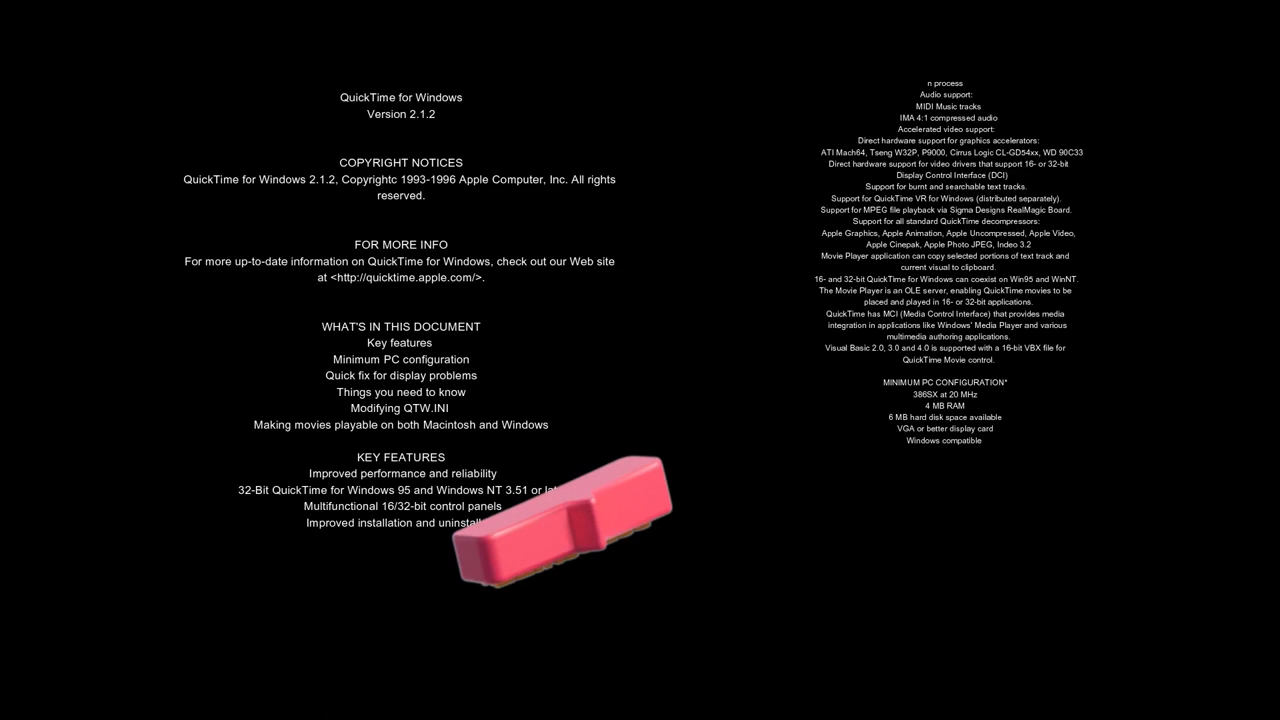 QuickTime for Windows
Version 2.1.2
COPYRIGHT NOTICES
QuickTime for Windows 2.1.2, Copyrightc 1993-1996 Apple Computer, Inc. All rights
reserved.
FOR MORE INFO
For more up-to-date information on QuickTime for Windows, check out our Web site
at <http://quicktime.apple.com/>.
WHAT'S IN THIS DOCUMENT
Key features
Minimum PC configuration
Quick fix for display problems
Things you need to know
Modifying QTW.INI
Making movies playable on both Macintosh and Windows
KEY FEATURES
Improved performance and reliability
32-Bit QuickTime for Windows 95 and Windows NT 3.51 or
Multifunctional 16/32-bit control panels
Improved installation and
n process
Audio support:
MIDI Music tracks
IMA 4:1 compressed audio
Accelerated video support:
Direct hardware support for graphics accelerators:
ATI Mach64, Tseng W32P, P9000, Cirrus Logic CL-GD54xx, WD 90C33
Direct hardware support for video drivers that support 16- or 32-bit
Display Control Interface (DCI)
Support for burnt and searchable text tracks.
Support for QuickTime VR for Windows (distributed separately).
Support for MPEG file playback via Sigma Designs RealMagic Board.
Support for all standard QuickTime decompressors:
Apple Graphics, Apple Animation, Apple Uncompressed, Apple Video,
Apple Cinepak, Apple Photo JPEG, Indeo 3.2
Movie Player application can copy selected portions of text track and
current visual to clipboard.
16- and 32-bit QuickTime for Windows can coexist on Win95 and WinNT.
The Movie Player is an OLE server, enabling QuickTime movies to be
placed and played in 16- or 32-bit applications.
QuickTime has MCI (Media Control Interface) that provides media
integration in applications like Windows' Media Player and various
multimedia authoring applications.
Visual Basic 2.0, 3.0 and 4.0 is supported with a 16-bit VBX file for
QuickTime Movie control.
MINIMUM PC CONFIGURATION*
386SX at 20 MHz
4 MB RAM
6 MB hard disk space available
VGA or better display card
Windows compatible